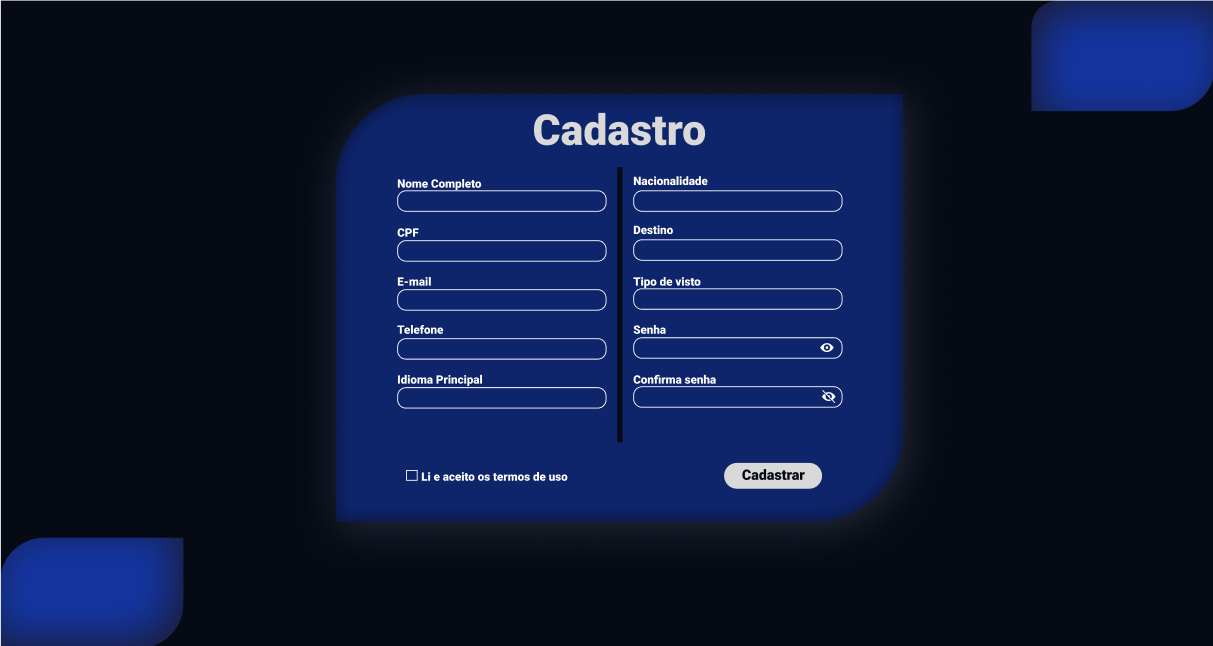 Cadastro
Nome Completo
CPF
E-mail
Telefone
Idioma Principal
Nacionalidade
Destino
Tipo de visto
Senha
Confirma senha
Li e aceito os termos de uso
Cadastrar